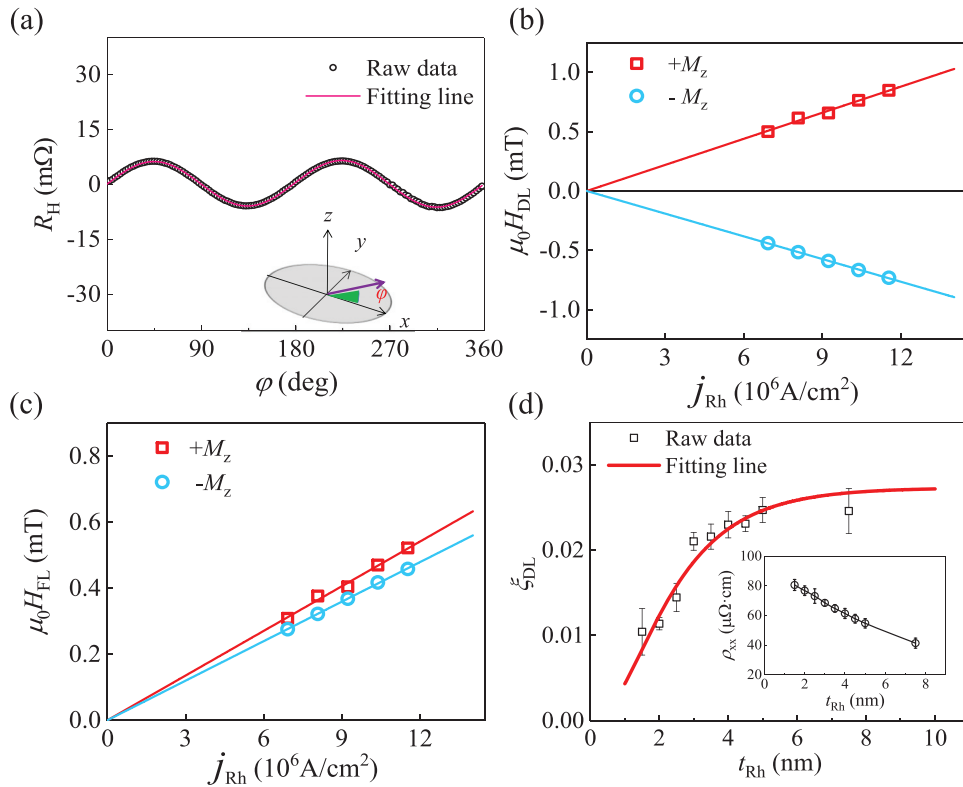 (a)
Raw data
Fitting line
R_H (mΩ)
30
15
0
-15
-30
z
y
φ
x
0 90 180 270 360
φ (deg)
(b)
+M_z
- M_z
μ_0H_DL (mT)
1.0
0.5
0.0
-0.5
-1.0
0 3 6 9 12
j_Rh (10^6A/cm^2)
(c)
+M_z
-M_z
μ_0H_FL (mT)
0.8
0.6
0.4
0.2
0.0
0 3 6 9 12
j_Rh (10^6A/cm^2)
(d)
Raw data
Fitting line
ξ_DL
0.03
0.02
0.01
0.00
ρ_xx (μΩ·cm)
100
80
60
40
20
0 2 4 6 8
t_Rh (nm)
0 2 4 6 8 10
t_Rh (nm)